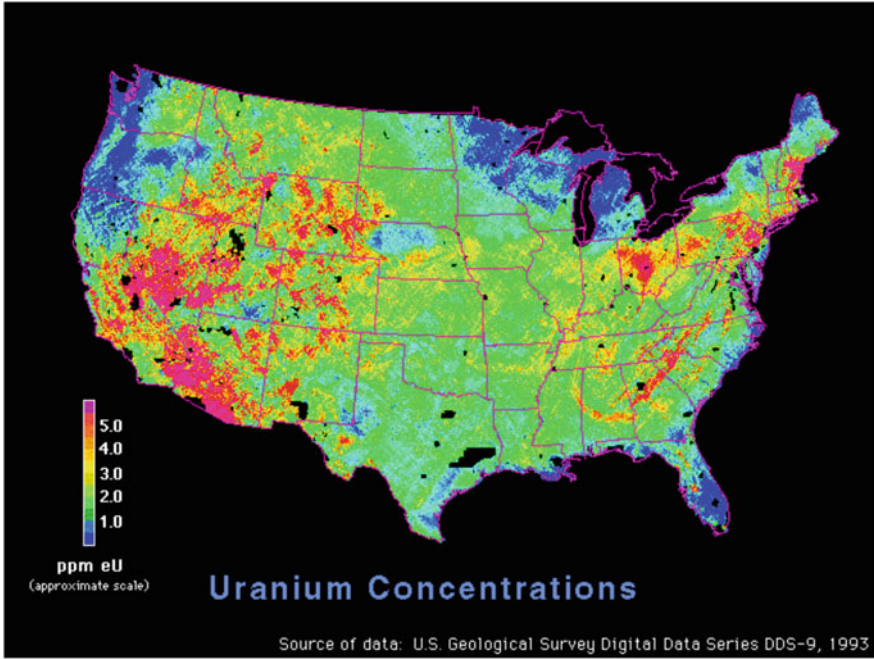 5.0
4.0
3.0
2.0
1.0
ppm eU
(approximate scale)
Uranium Concentrations
Source of data: U.S. Geological Survey Digital Data Series DDS-9, 1993